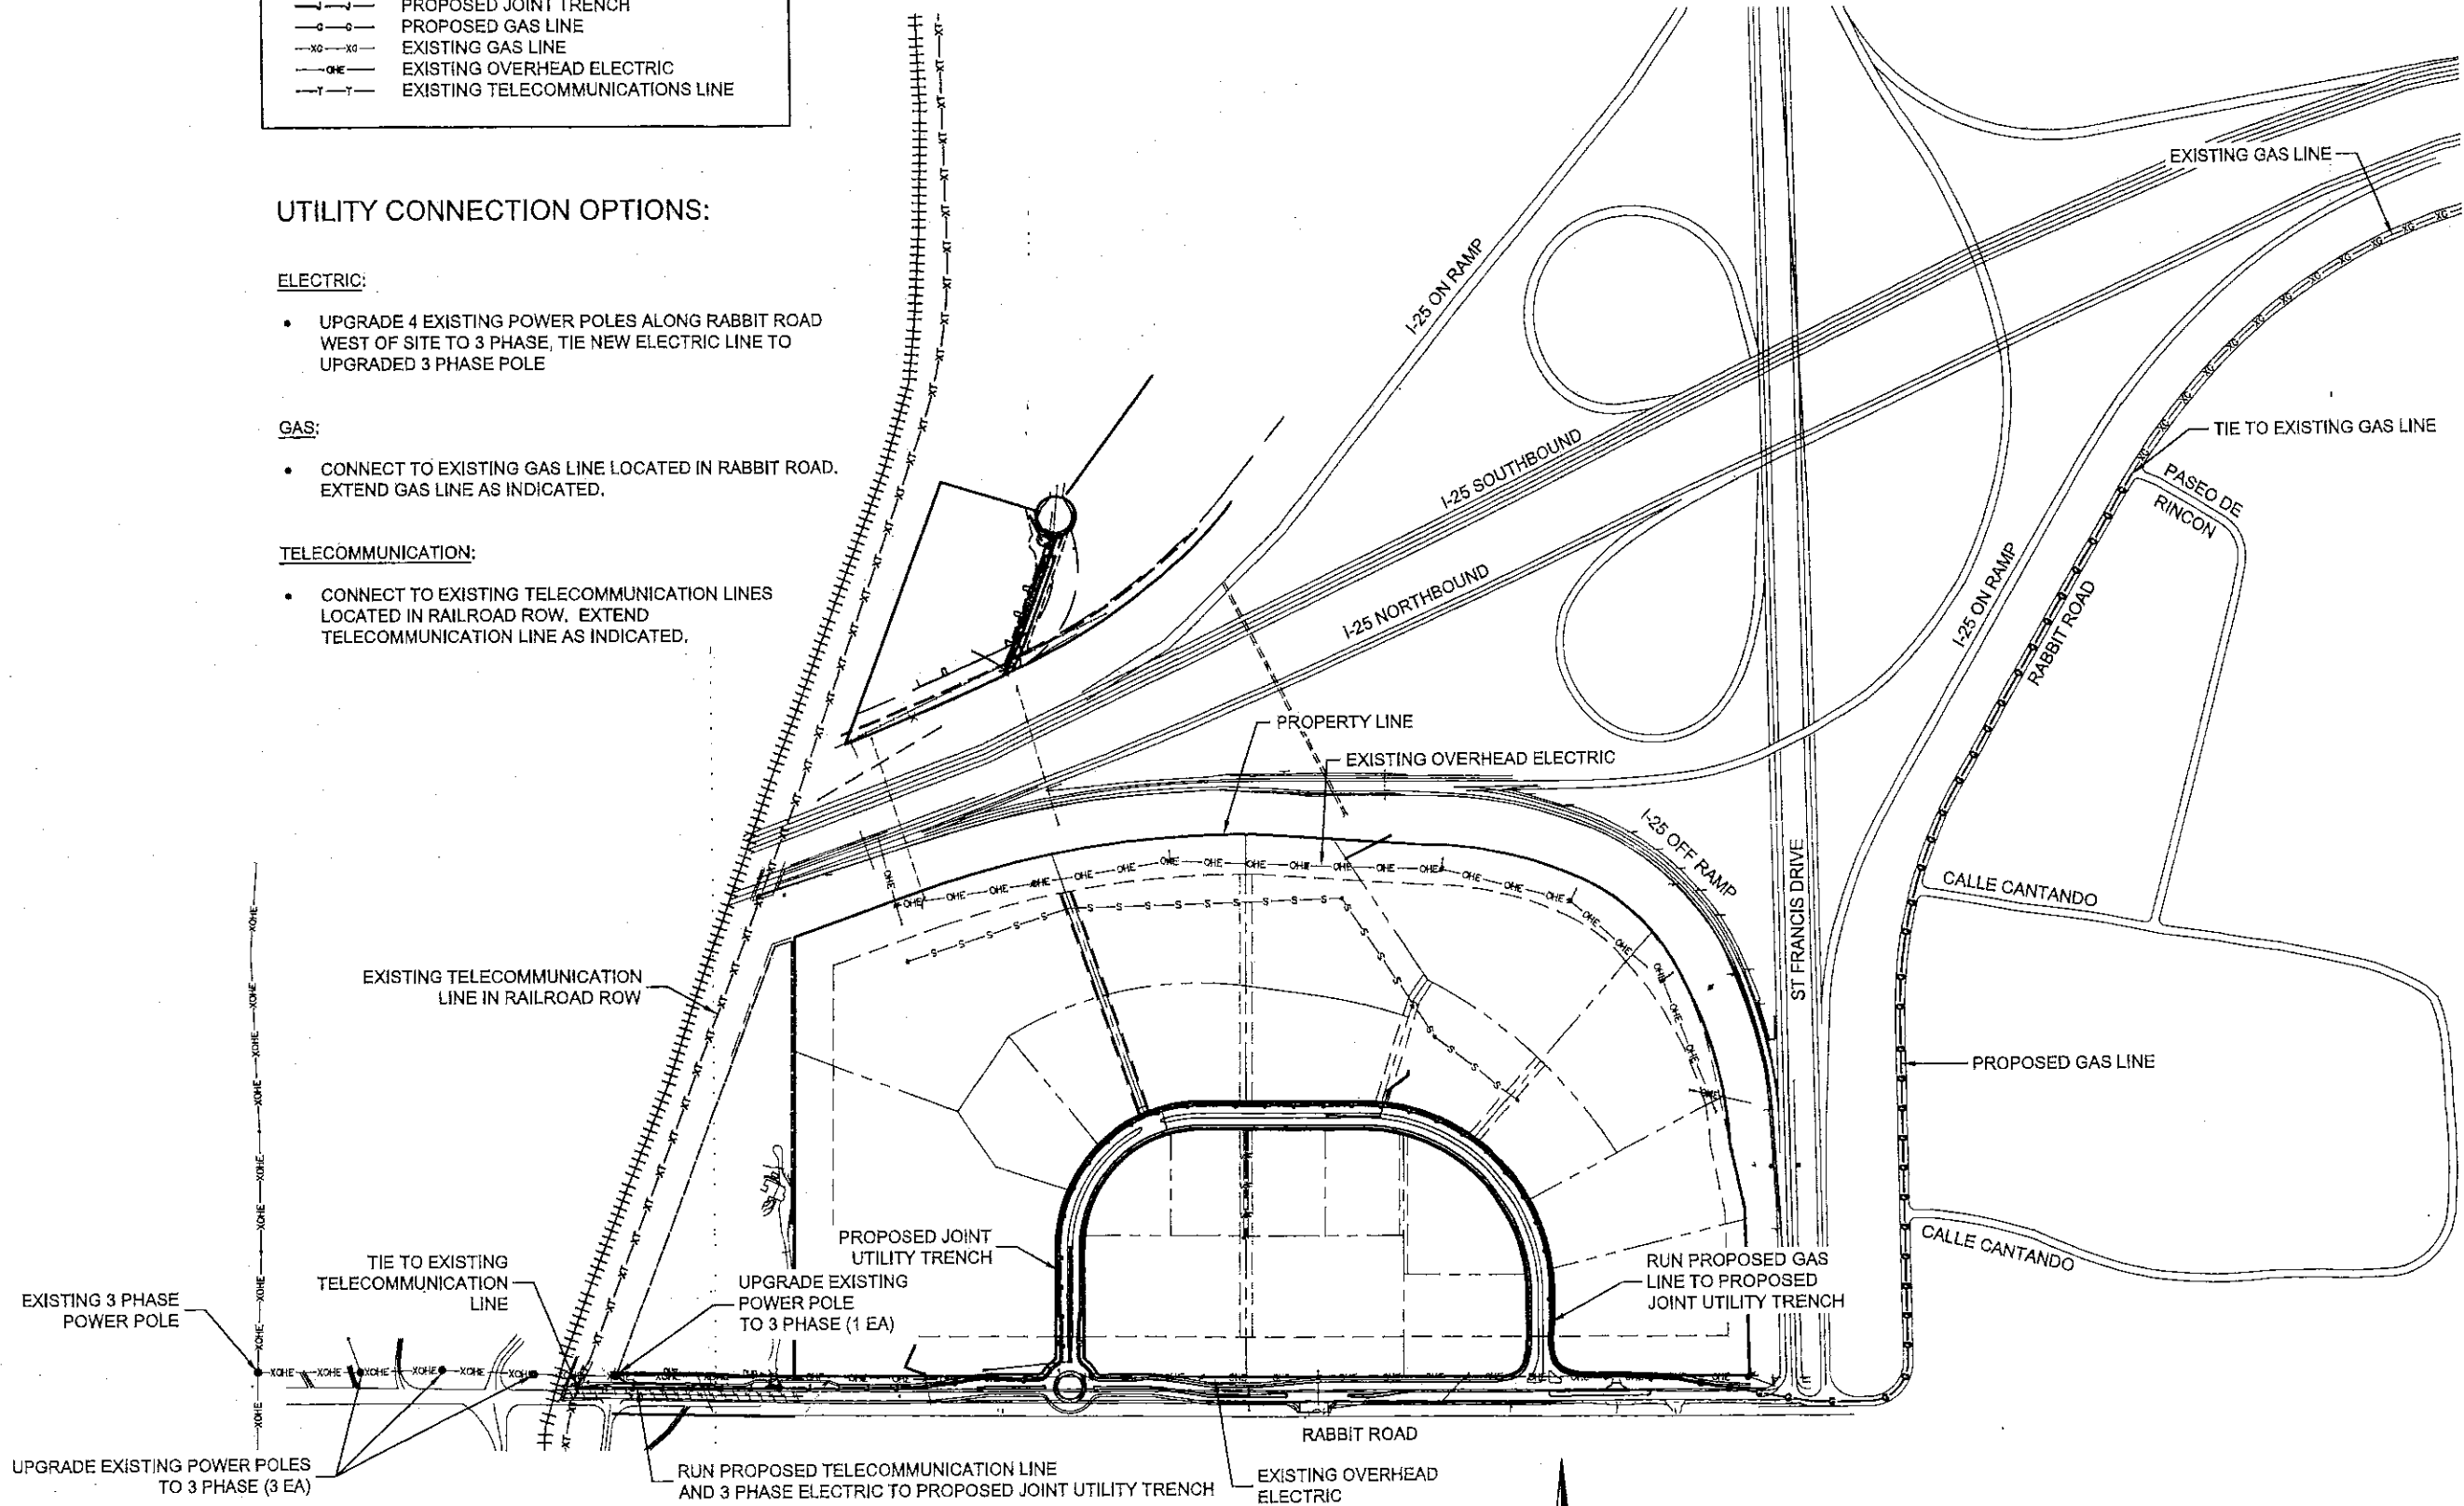 PROPOSED JOINT TRENCH
PROPOSED GAS LINE
EXISTING GAS LINE
EXISTING OVERHEAD ELECTRIC
EXISTING TELECOMMUNICATIONS LINE
UTILITY CONNECTION OPTIONS:
ELECTRIC:
• UPGRADE 4 EXISTING POWER POLES ALONG RABBIT ROAD
WEST OF SITE TO 3 PHASE, TIE NEW ELECTRIC LINE TO
UPGRADED 3 PHASE POLE
GAS:
• CONNECT TO EXISTING GAS LINE LOCATED IN RABBIT ROAD.
EXTEND GAS LINE AS INDICATED.
TELECOMMUNICATION:
• CONNECT TO EXISTING TELECOMMUNICATION LINES
LOCATED IN RAILROAD ROW. EXTEND
TELECOMMUNICATION LINE AS INDICATED.
EXISTING GAS LINE
I-25 ON RAMP
TIE TO EXISTING GAS LINE
PASEO DE
RINCON
I-25 SOUTHBOUND
I-25 NORTHBOUND
I-25 ON RAMP
RABBIT ROAD
PROPERTY LINE
EXISTING OVERHEAD ELECTRIC
I-25 OFF RAMP
ST FRANCIS DRIVE
CALLE CANTANDO
EXISTING TELECOMMUNICATION
LINE IN RAILROAD ROW
PROPOSED GAS LINE
CALLE CANTANDO
PROPOSED JOINT
UTILITY TRENCH
RUN PROPOSED GAS
LINE TO PROPOSED
JOINT UTILITY TRENCH
TIE TO EXISTING
TELECOMMUNICATION
LINE
UPGRADE EXISTING
POWER POLE
TO 3 PHASE (1 EA)
EXISTING 3 PHASE
POWER POLE
RABBIT ROAD
UPGRADE EXISTING POWER POLES
TO 3 PHASE (3 EA)
RUN PROPOSED TELECOMMUNICATION LINE
AND 3 PHASE ELECTRIC TO PROPOSED JOINT UTILITY TRENCH
EXISTING OVERHEAD
ELECTRIC